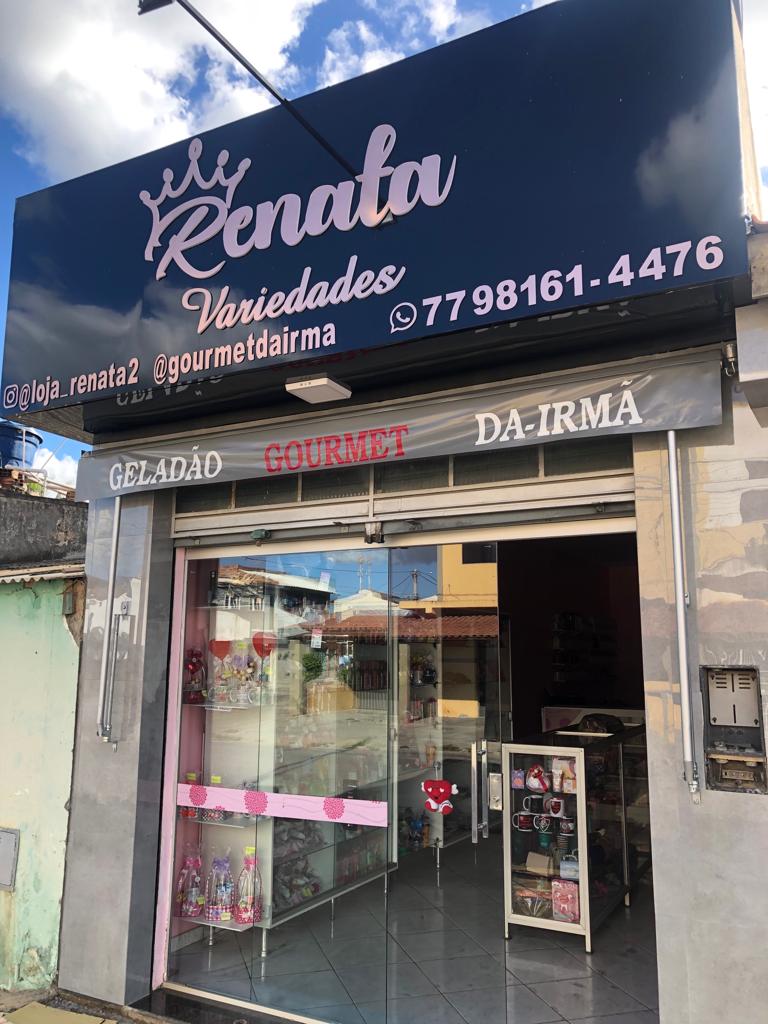 Renata
Variedades
77 98161-4476
@loja_renata2 @gourmetdairma
GELADÃO GOURMET DA-IRMÃ